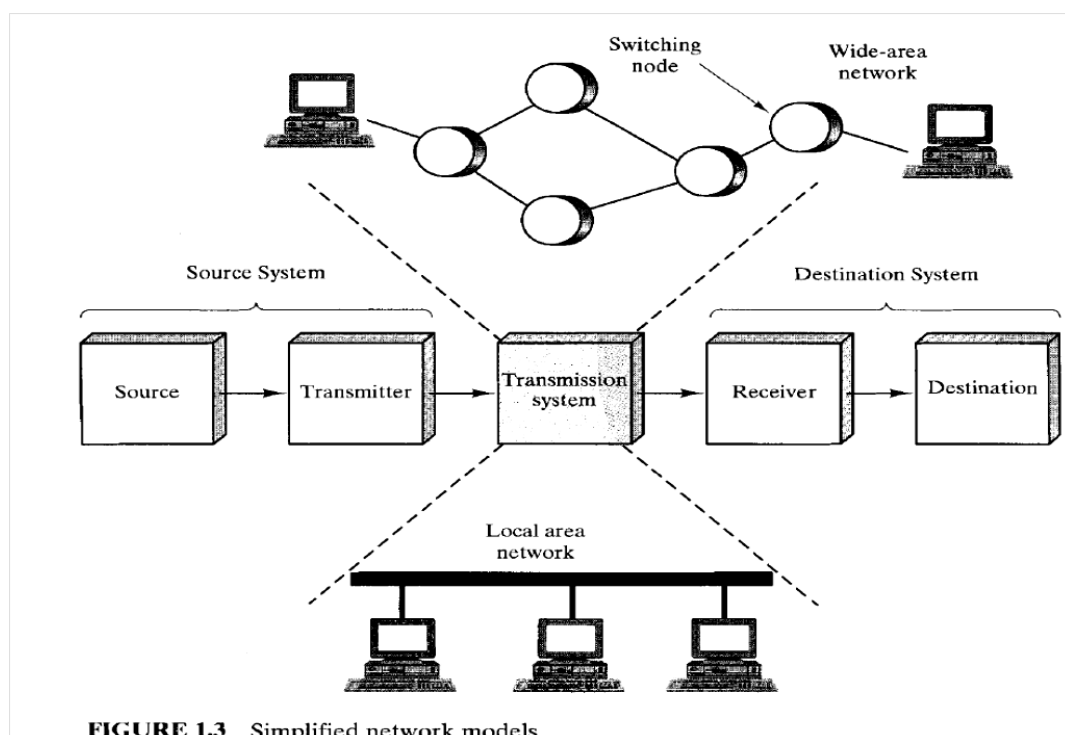 Switching
node
Wide-area
network
Source System
Destination System
Source
Transmitter
Transmission
system
Receiver
Destination
Local area
network
FIGURE 1.3 Simplified network models